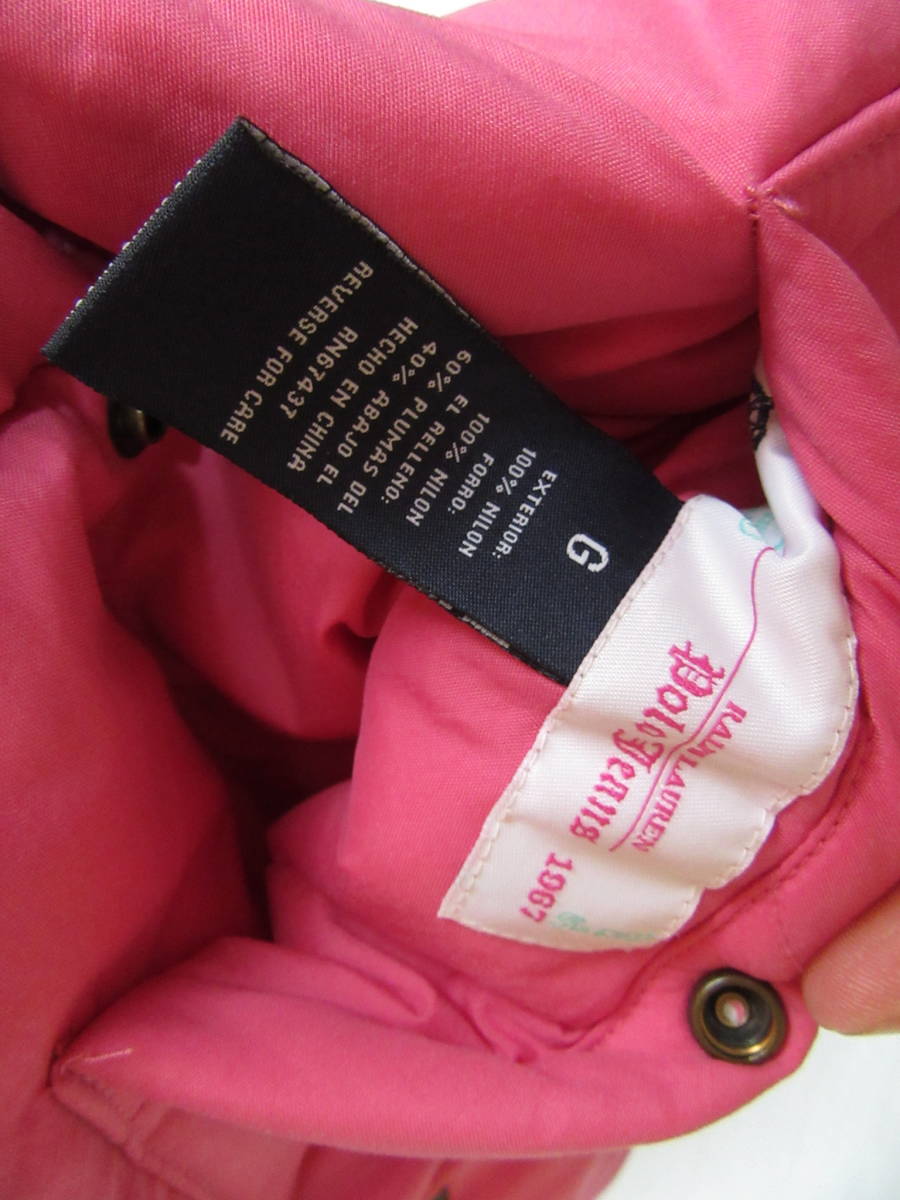 G
EXTERIOR:
100% NILON
FORRO:
100% NILON
EL RELLENO:
60% PLUMAS DEL
40% ABAJO EL
HECHO EN CHINA
RN67437
REVERSE FOR CARE
Polo Jeans 1967
RALPH LAUREN